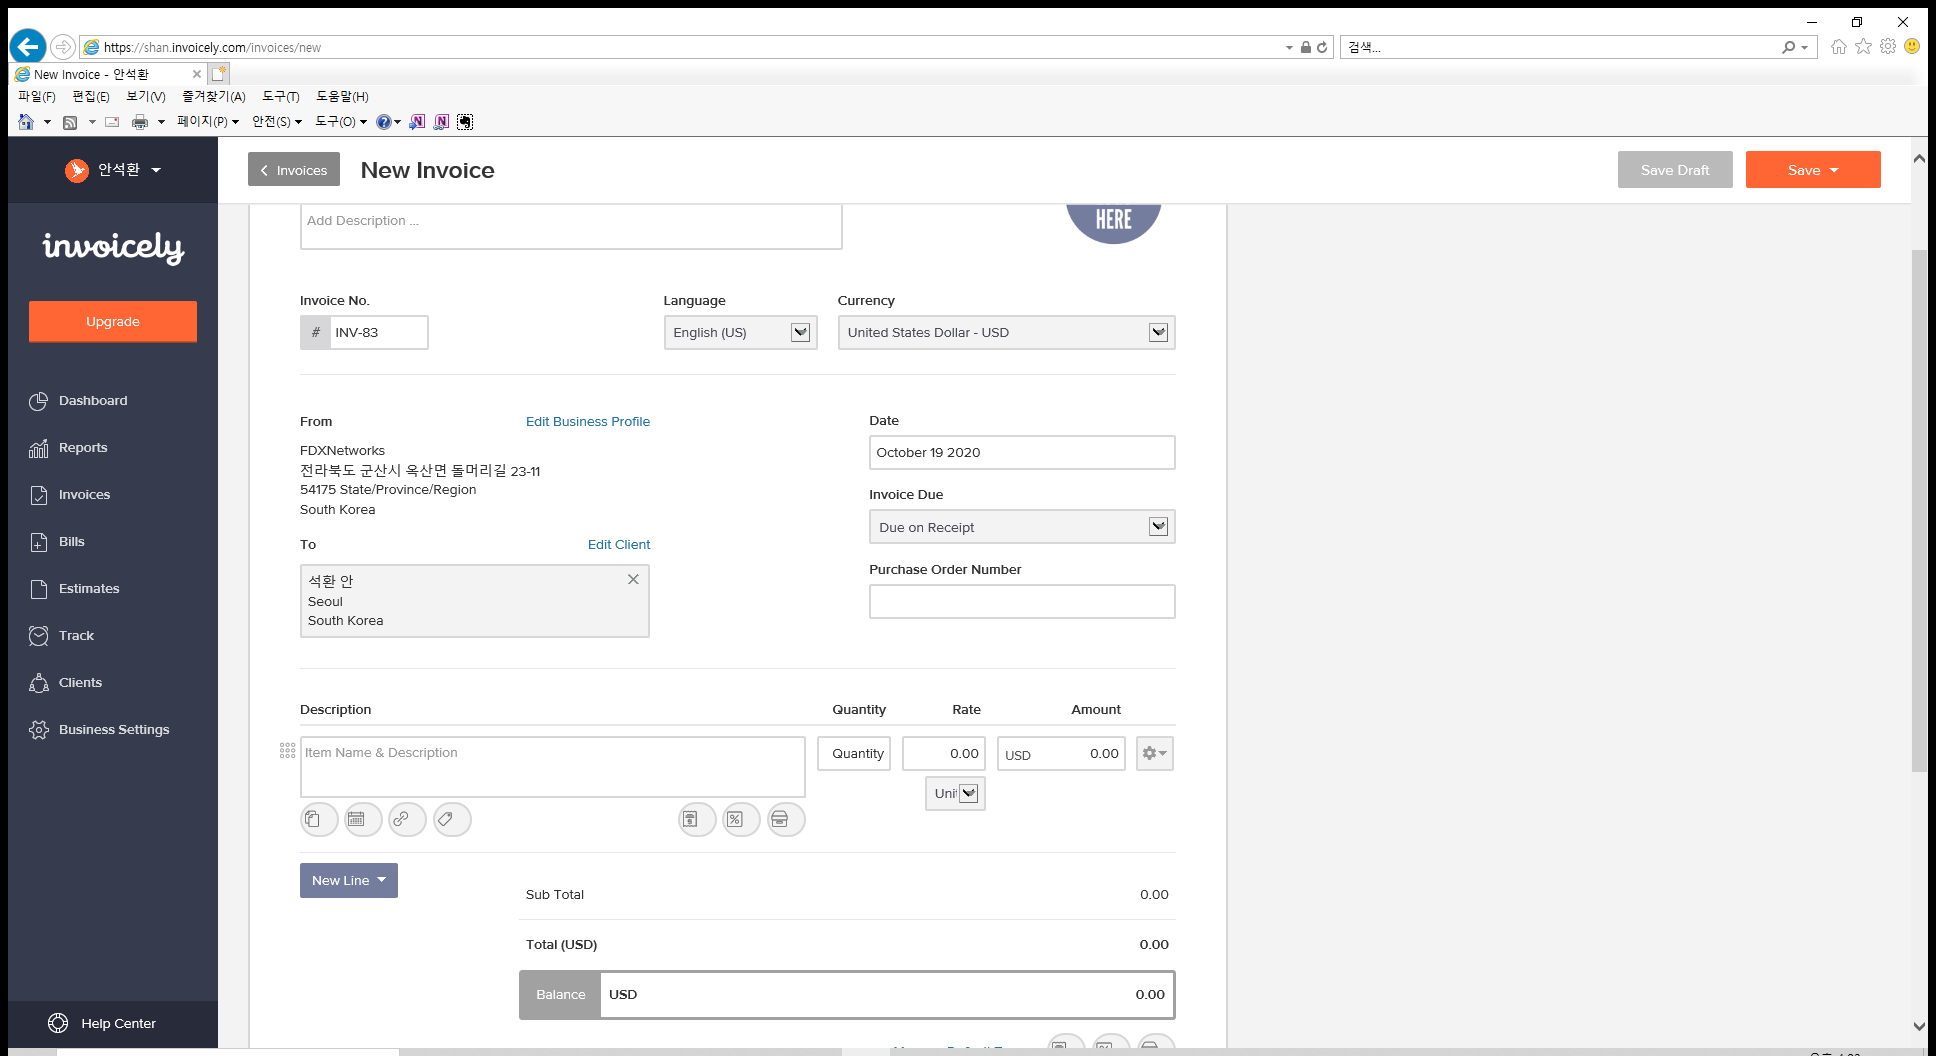 https://shan.invoicely.com/invoices/new
검색...
New Invoice - 안석환
파일(F) 편집(E) 보기(V) 즐겨찾기(A) 도구(T) 도움말(H)
페이지(P) 안전(S) 도구(O)
안석환
Invoices
New Invoice
Save Draft
Save
invoicely
Upgrade
Dashboard
Reports
Invoices
Bills
Estimates
Track
Clients
Business Settings
Help Center
Add Description ...
HERE
Invoice No.
Language
Currency
# INV-83
English (US)
United States Dollar - USD
From
Edit Business Profile
FDXNetworks
전라북도 군산시 옥산면 돌머리길 23-11
54175 State/Province/Region
South Korea
To
Edit Client
석환 안
Seoul
South Korea
Date
October 19 2020
Invoice Due
Due on Receipt
Purchase Order Number
Description Quantity Rate Amount
Item Name & Description
Quantity
0.00
USD 0.00
Uni
New Line
Sub Total 0.00
Total (USD) 0.00
Balance USD 0.00